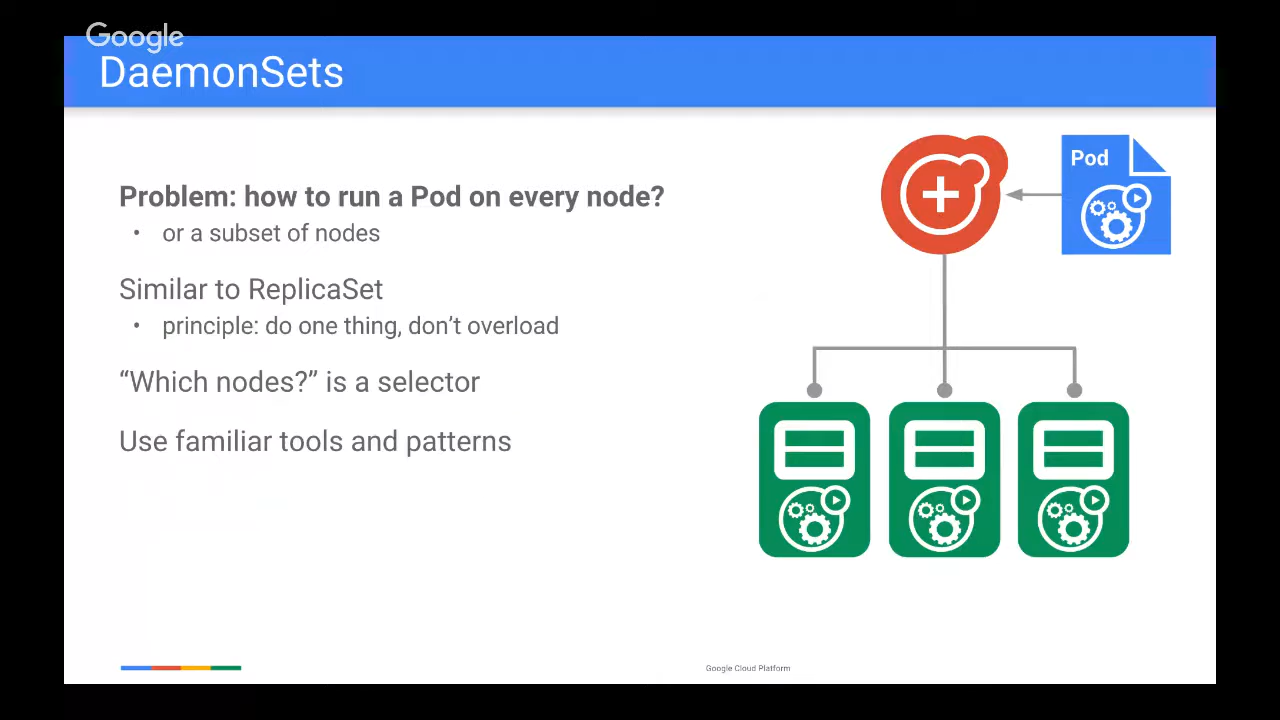 Google
DaemonSets
Pod
Problem: how to run a Pod on every node?
• or a subset of nodes
Similar to ReplicaSet
• principle: do one thing, don’t overload
“Which nodes?” is a selector
Use familiar tools and patterns
Google Cloud Platform